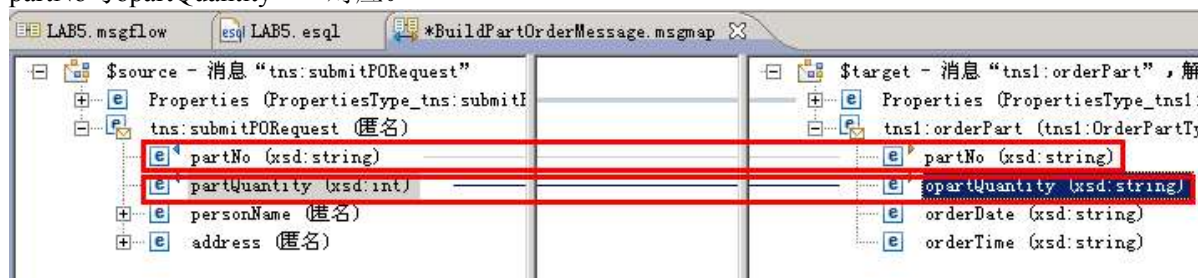 partNo 与opartQuantity 一一对应。
LAB5.msgflow LAB5.esql *BuildPartOrderMessage.msgmap
$source - 消息“tns:submitPORequest” $target - 消息“tns1:orderPart”，解
Properties (PropertiesType_tns:submitP Properties (PropertiesType_tns1:
tns:submitPORequest (匿名) tns1:orderPart (tns1:OrderPartTy
partNo (xsd:string) partNo (xsd:string)
partQuantity (xsd:int) opartQuantity (xsd:string)
personName (匿名) orderDate (xsd:string)
address (匿名) orderTime (xsd:string)